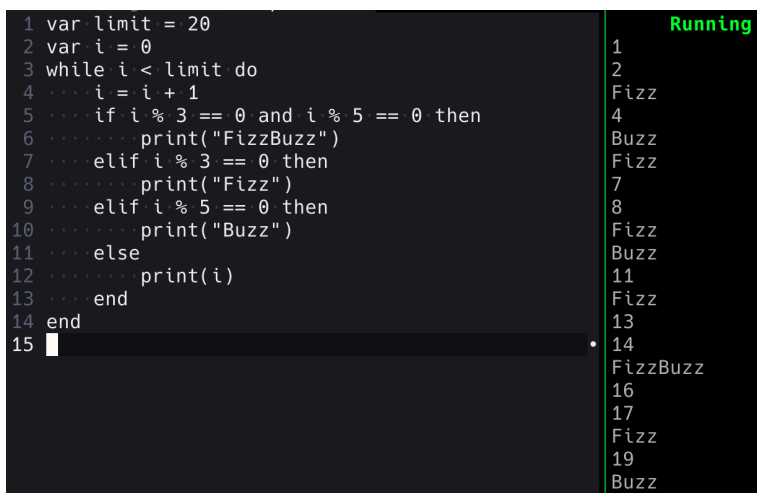 1 var limit = 20
2 var i = 0
3 while i < limit do
4     i = i + 1
5     if i % 3 == 0 and i % 5 == 0 then
6         print("FizzBuzz")
7     elif i % 3 == 0 then
8         print("Fizz")
9     elif i % 5 == 0 then
10         print("Buzz")
11     else
12         print(i)
13     end
14 end
15
Running
1
2
Fizz
4
Buzz
Fizz
7
8
Fizz
Buzz
11
Fizz
13
14
FizzBuzz
16
17
Fizz
19
Buzz